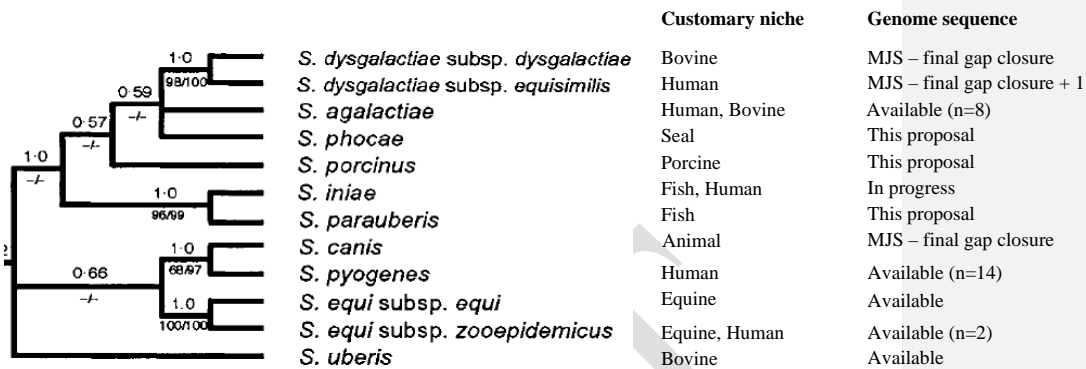 Customary niche Genome sequence
1·0 S. dysgalactiae subsp. dysgalactiae Bovine MJS – final gap closure
98/100 S. dysgalactiae subsp. equisimilis Human MJS – final gap closure + 1
0·59 -/- S. agalactiae Human, Bovine Available (n=8)
0·57 -/- S. phocae Seal This proposal
1·0 -/- S. porcinus Porcine This proposal
1·0 S. iniae Fish, Human In progress
96/99 S. parauberis Fish This proposal
1·0 S. canis Animal MJS – final gap closure
0·66 68/97 S. pyogenes Human Available (n=14)
-/- 1.0 S. equi subsp. equi Equine Available
100/100 S. equi subsp. zooepidemicus Equine, Human Available (n=2)
S. uberis Bovine Available